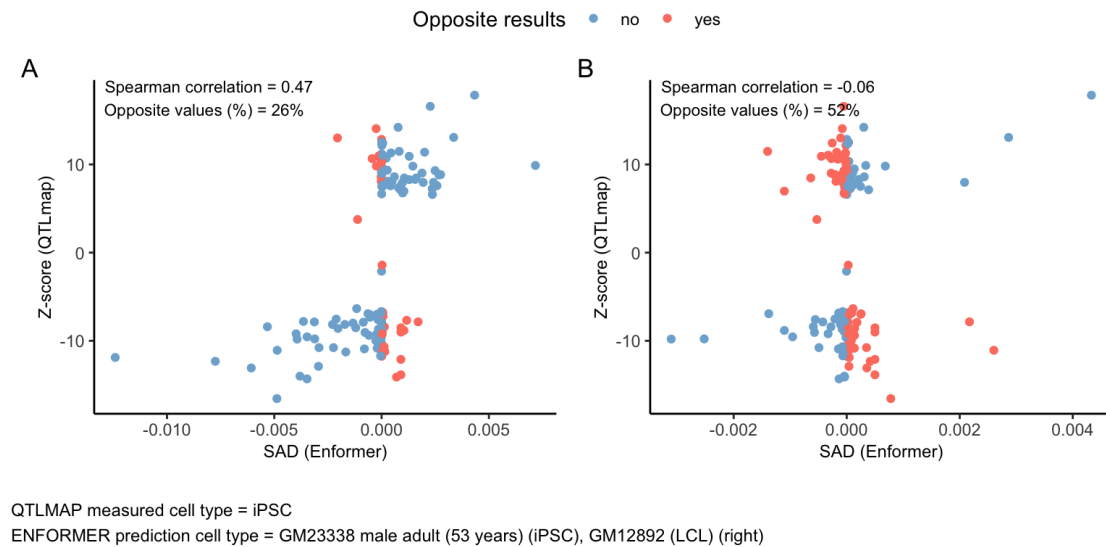 Opposite results no yes
A
Spearman correlation = 0.47
Opposite values (%) = 26%
10
0
-10
Z-score (QTLmap)
-0.010 -0.005 0.000 0.005
SAD (Enformer)
B
Spearman correlation = -0.06
Opposite values (%) = 52%
10
0
-10
Z-score (QTLmap)
-0.002 0.000 0.002 0.004
SAD (Enformer)
QTLMAP measured cell type = iPSC
ENFORMER prediction cell type = GM23338 male adult (53 years) (iPSC), GM12892 (LCL) (right)